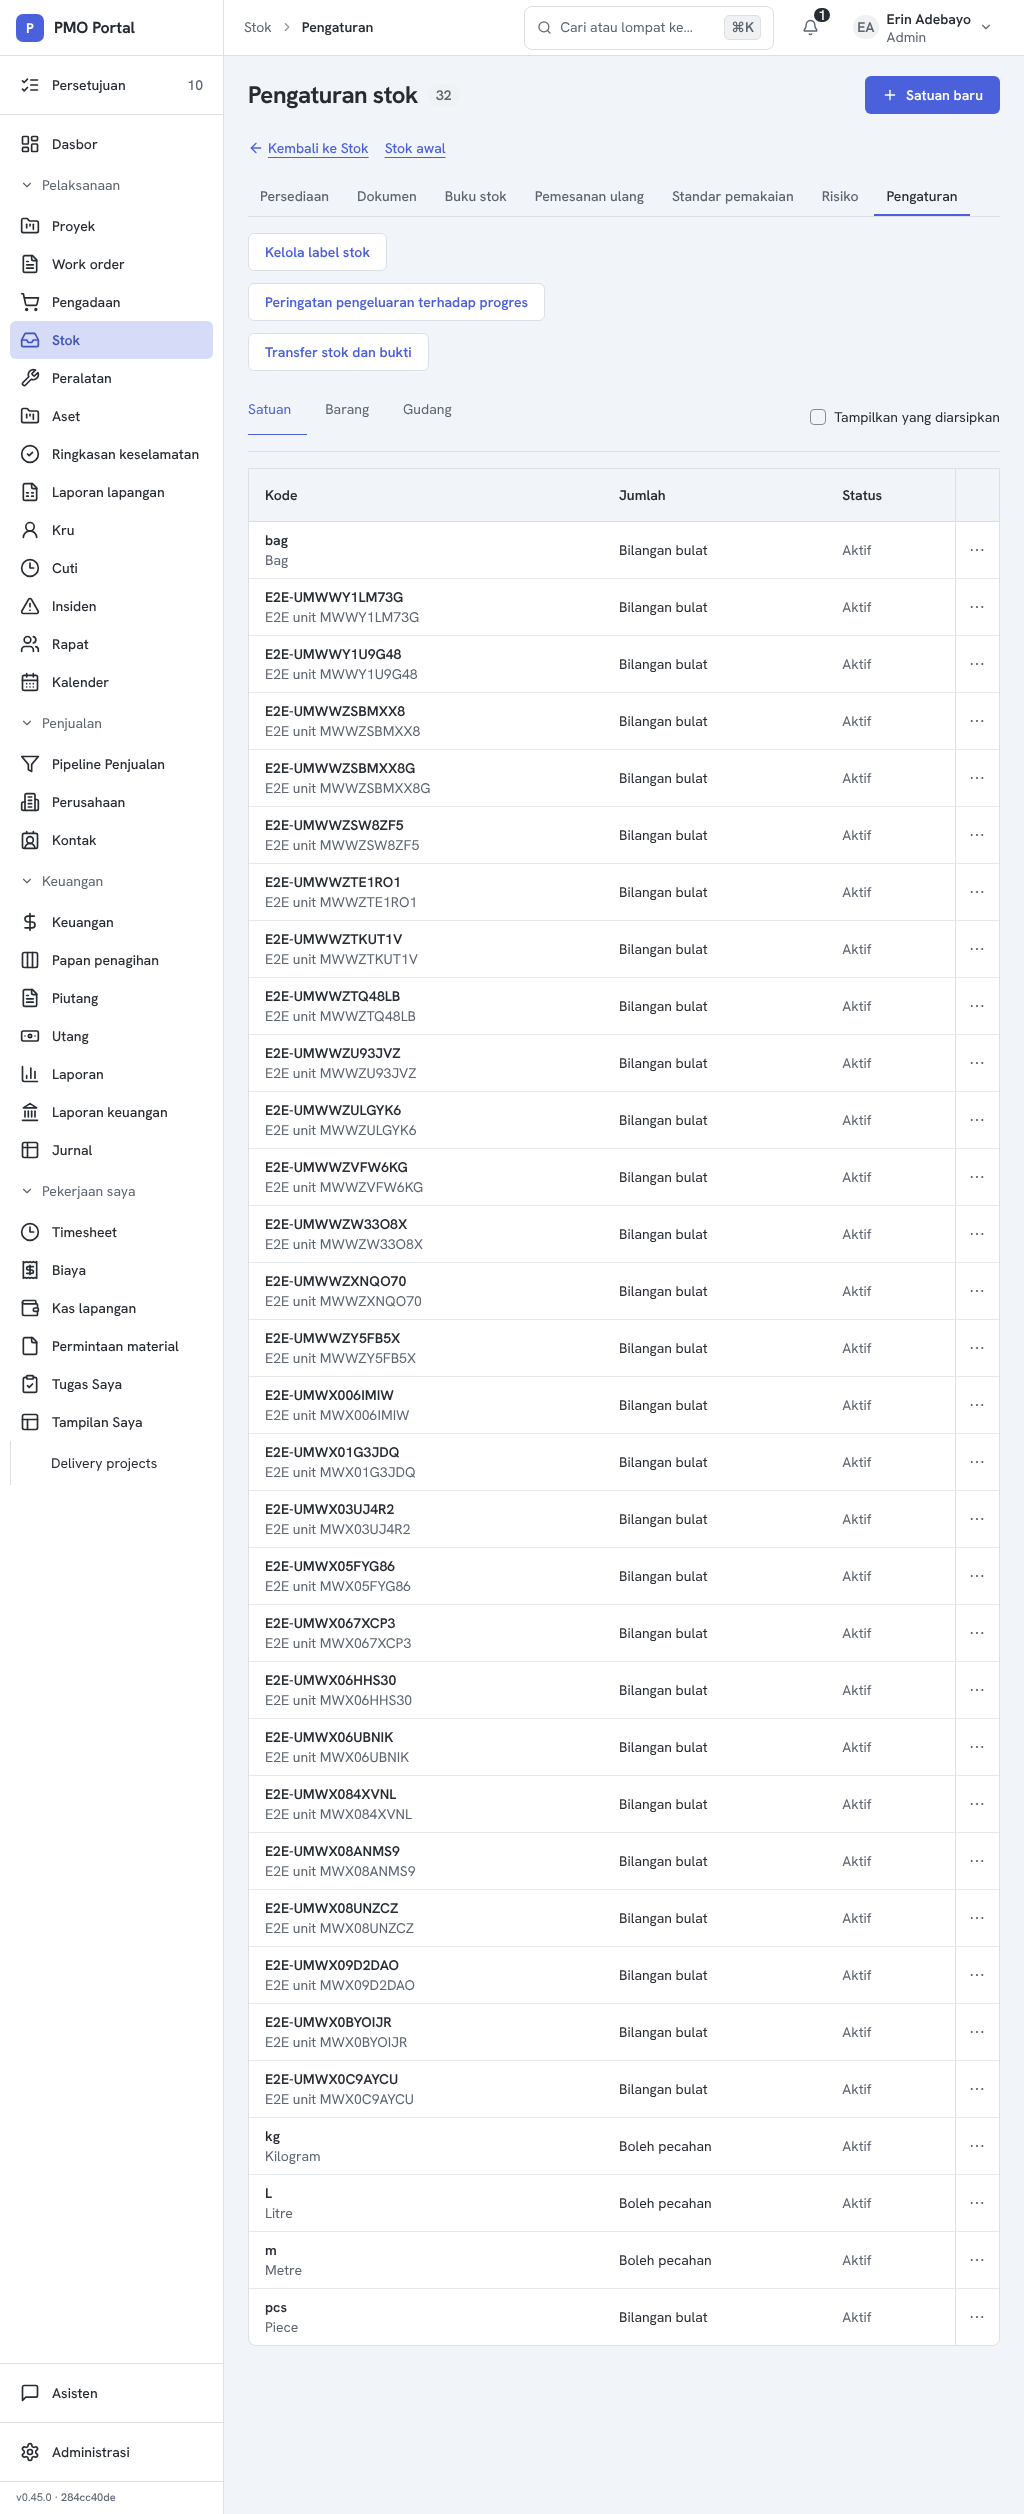 P PMO Portal
Stok > Pengaturan
Cari atau lompat ke... ⌘K
1
EA Erin Adebayo
Admin
Persetujuan 10
Dasbor
Pelaksanaan
Proyek
Work order
Pengadaan
Stok
Peralatan
Aset
Ringkasan keselamatan
Laporan lapangan
Kru
Cuti
Insiden
Rapat
Kalender
Penjualan
Pipeline Penjualan
Perusahaan
Kontak
Keuangan
Keuangan
Papan penagihan
Piutang
Utang
Laporan
Laporan keuangan
Jurnal
Pekerjaan saya
Timesheet
Biaya
Kas lapangan
Permintaan material
Tugas Saya
Tampilan Saya
Delivery projects
Asisten
Administrasi
v0.45.0 · 284cc40de
Pengaturan stok 32
+ Satuan baru
← Kembali ke Stok Stok awal
Persediaan Dokumen Buku stok Pemesanan ulang Standar pemakaian Risiko Pengaturan
Kelola label stok
Peringatan pengeluaran terhadap progres
Transfer stok dan bukti
Satuan Barang Gudang Tampilkan yang diarsipkan
Kode Jumlah Status
bag
Bag
Bilangan bulat Aktif ...
E2E-UMWWY1LM73G
E2E unit MWWY1LM73G
Bilangan bulat Aktif ...
E2E-UMWWY1U9G48
E2E unit MWWY1U9G48
Bilangan bulat Aktif ...
E2E-UMWWZSBMXX8
E2E unit MWWZSBMXX8
Bilangan bulat Aktif ...
E2E-UMWWZSBMXX8G
E2E unit MWWZSBMXX8G
Bilangan bulat Aktif ...
E2E-UMWWZSW8ZF5
E2E unit MWWZSW8ZF5
Bilangan bulat Aktif ...
E2E-UMWWZTE1RO1
E2E unit MWWZTE1RO1
Bilangan bulat Aktif ...
E2E-UMWWZTKUT1V
E2E unit MWWZTKUT1V
Bilangan bulat Aktif ...
E2E-UMWWZTQ48LB
E2E unit MWWZTQ48LB
Bilangan bulat Aktif ...
E2E-UMWWZU93JVZ
E2E unit MWWZU93JVZ
Bilangan bulat Aktif ...
E2E-UMWWZULGYK6
E2E unit MWWZULGYK6
Bilangan bulat Aktif ...
E2E-UMWWZVFW6KG
E2E unit MWWZVFW6KG
Bilangan bulat Aktif ...
E2E-UMWWZW33O8X
E2E unit MWWZW33O8X
Bilangan bulat Aktif ...
E2E-UMWWZXNQO70
E2E unit MWWZXNQO70
Bilangan bulat Aktif ...
E2E-UMWWZY5FB5X
E2E unit MWWZY5FB5X
Bilangan bulat Aktif ...
E2E-UMWX006IMIW
E2E unit MWX006IMIW
Bilangan bulat Aktif ...
E2E-UMWX01G3JDQ
E2E unit MWX01G3JDQ
Bilangan bulat Aktif ...
E2E-UMWX03UJ4R2
E2E unit MWX03UJ4R2
Bilangan bulat Aktif ...
E2E-UMWX05FYG86
E2E unit MWX05FYG86
Bilangan bulat Aktif ...
E2E-UMWX067XCP3
E2E unit MWX067XCP3
Bilangan bulat Aktif ...
E2E-UMWX06HHS30
E2E unit MWX06HHS30
Bilangan bulat Aktif ...
E2E-UMWX06UBNIK
E2E unit MWX06UBNIK
Bilangan bulat Aktif ...
E2E-UMWX084XVNL
E2E unit MWX084XVNL
Bilangan bulat Aktif ...
E2E-UMWX08ANMS9
E2E unit MWX08ANMS9
Bilangan bulat Aktif ...
E2E-UMWX08UNZCZ
E2E unit MWX08UNZCZ
Bilangan bulat Aktif ...
E2E-UMWX09D2DAO
E2E unit MWX09D2DAO
Bilangan bulat Aktif ...
E2E-UMWX0BYOIJR
E2E unit MWX0BYOIJR
Bilangan bulat Aktif ...
E2E-UMWX0C9AYCU
E2E unit MWX0C9AYCU
Bilangan bulat Aktif ...
kg
Kilogram
Boleh pecahan Aktif ...
L
Litre
Boleh pecahan Aktif ...
m
Metre
Boleh pecahan Aktif ...
pcs
Piece
Bilangan bulat Aktif ...